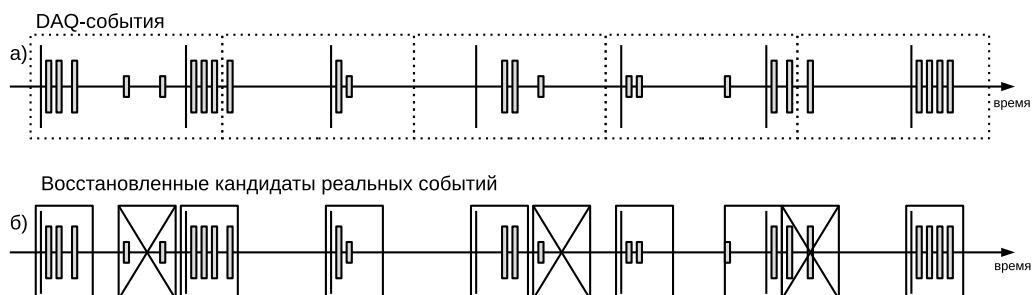 DAQ-события
а)
время
Восстановленные кандидаты реальных событий
б)
время